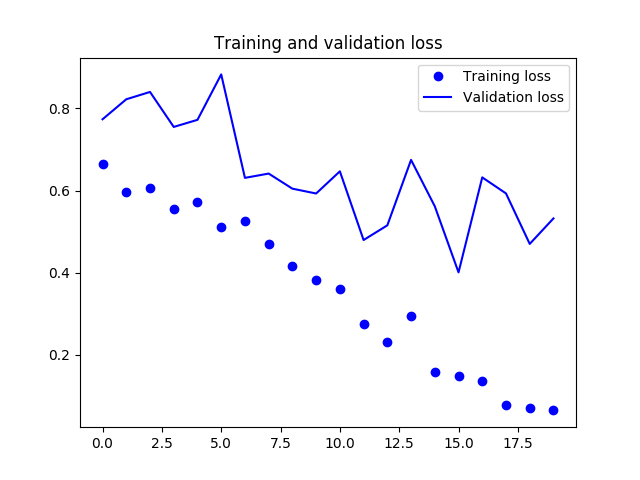 Training and validation loss
Training loss
Validation loss
0.8
0.6
0.4
0.2
0.0 2.5 5.0 7.5 10.0 12.5 15.0 17.5